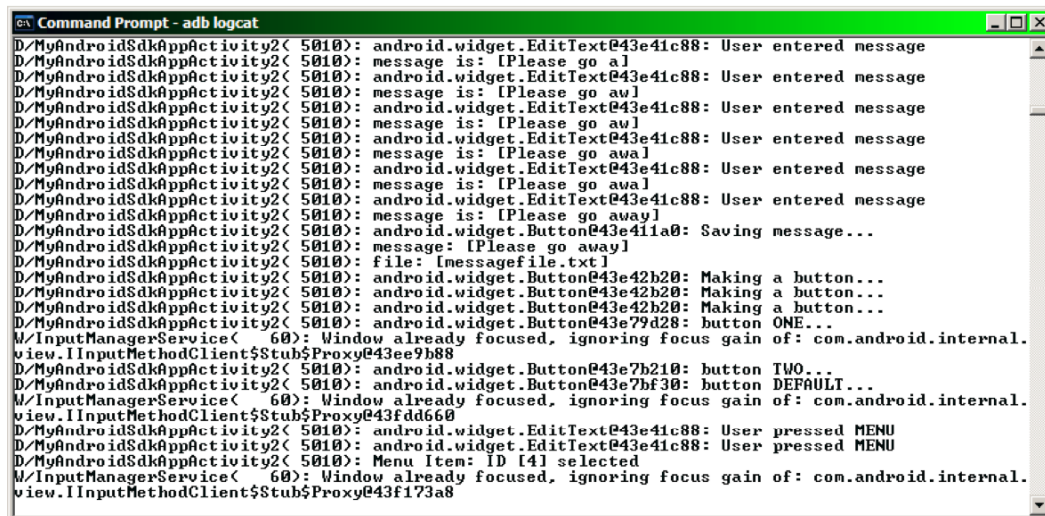 Command Prompt - adb logcat
D/MyAndroidSdkAppActivity2( 5010): android.widget.EditText@43e41c88: User entered message
D/MyAndroidSdkAppActivity2( 5010): message is: [Please go a]
D/MyAndroidSdkAppActivity2( 5010): android.widget.EditText@43e41c88: User entered message
D/MyAndroidSdkAppActivity2( 5010): message is: [Please go aw]
D/MyAndroidSdkAppActivity2( 5010): android.widget.EditText@43e41c88: User entered message
D/MyAndroidSdkAppActivity2( 5010): message is: [Please go aw]
D/MyAndroidSdkAppActivity2( 5010): android.widget.EditText@43e41c88: User entered message
D/MyAndroidSdkAppActivity2( 5010): message is: [Please go awa]
D/MyAndroidSdkAppActivity2( 5010): android.widget.EditText@43e41c88: User entered message
D/MyAndroidSdkAppActivity2( 5010): message is: [Please go awa]
D/MyAndroidSdkAppActivity2( 5010): android.widget.EditText@43e41c88: User entered message
D/MyAndroidSdkAppActivity2( 5010): message is: [Please go away]
D/MyAndroidSdkAppActivity2( 5010): android.widget.Button@43e411a0: Saving message...
D/MyAndroidSdkAppActivity2( 5010): message: [Please go away]
D/MyAndroidSdkAppActivity2( 5010): file: [messagefile.txt]
D/MyAndroidSdkAppActivity2( 5010): android.widget.Button@43e42b20: Making a button...
D/MyAndroidSdkAppActivity2( 5010): android.widget.Button@43e42b20: Making a button...
D/MyAndroidSdkAppActivity2( 5010): android.widget.Button@43e42b20: Making a button...
D/MyAndroidSdkAppActivity2( 5010): android.widget.Button@43e79d28: button ONE...
W/InputManagerService(   60): Window already focused, ignoring focus gain of: com.android.internal.
view.IInputMethodClient$Stub$Proxy@43ee9b88
D/MyAndroidSdkAppActivity2( 5010): android.widget.Button@43e7b210: button TWO...
D/MyAndroidSdkAppActivity2( 5010): android.widget.Button@43e7bf30: button DEFAULT...
W/InputManagerService(   60): Window already focused, ignoring focus gain of: com.android.internal.
view.IInputMethodClient$Stub$Proxy@43fdd660
D/MyAndroidSdkAppActivity2( 5010): android.widget.EditText@43e41c88: User pressed MENU
D/MyAndroidSdkAppActivity2( 5010): android.widget.EditText@43e41c88: User pressed MENU
D/MyAndroidSdkAppActivity2( 5010): Menu Item: ID [4] selected
W/InputManagerService(   60): Window already focused, ignoring focus gain of: com.android.internal.
view.IInputMethodClient$Stub$Proxy@43f173a8